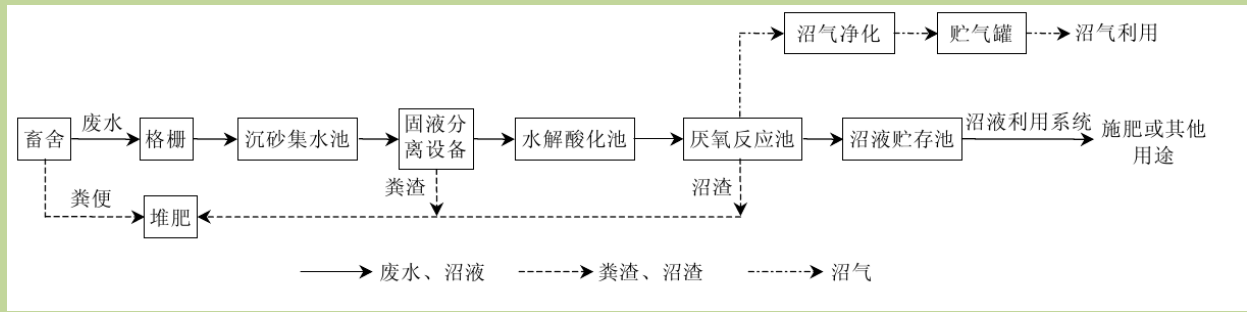 沼气净化
贮气罐
沼气利用
畜舍
废水
格栅
沉砂集水池
固液分
离设备
水解酸化池
厌氧反应池
沼液贮存池
沼液利用系统
施肥或其他
用途
粪便
堆肥
粪渣
沼渣
废水、沼液
粪渣、沼渣
沼气